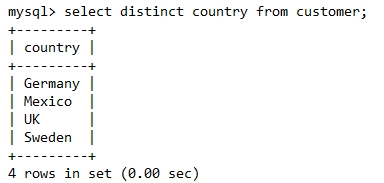 mysql> select distinct country from customer;
+---------+
| country |
+---------+
| Germany |
| Mexico  |
| UK      |
| Sweden  |
+---------+
4 rows in set (0.00 sec)